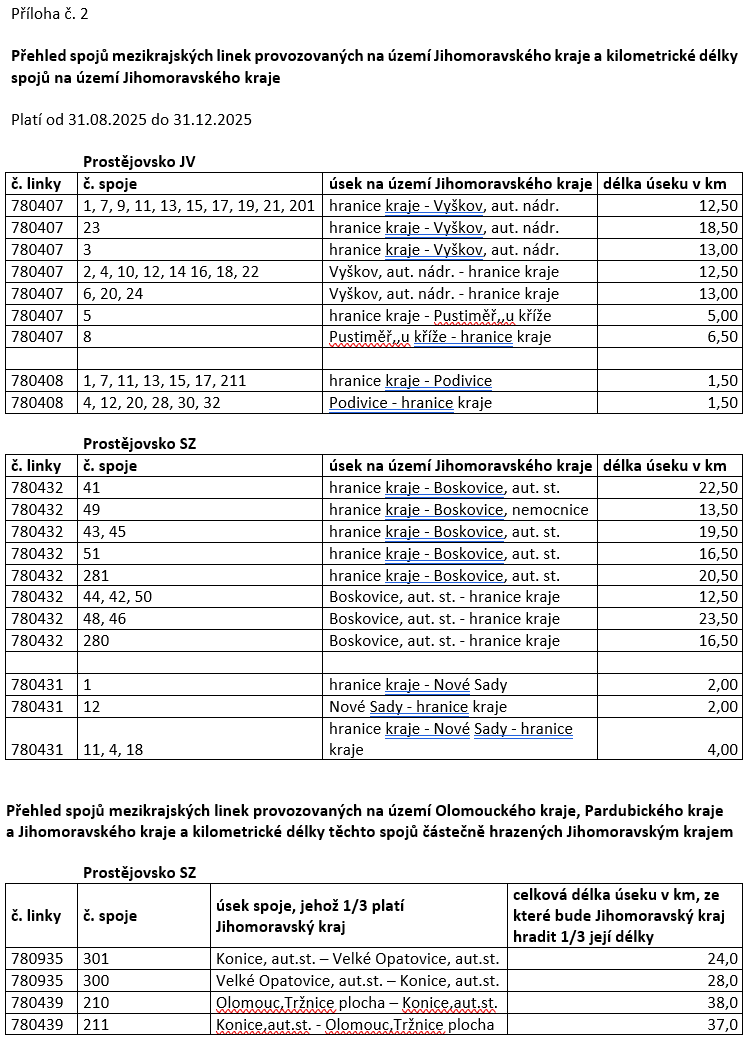 Příloha č. 2
Přehled spojů mezikrajských linek provozovaných na území Jihomoravského kraje a kilometrické délky
spojů na území Jihomoravského kraje
Platí od 31.08.2025 do 31.12.2025
Prostějovsko JV
č. linky č. spoje úsek na území Jihomoravského kraje délka úseku v km
780407 1, 7, 9, 11, 13, 15, 17, 19, 21, 201 hranice kraje - Vyškov, aut. nádr. 12,50
780407 23 hranice kraje - Vyškov, aut. nádr. 18,50
780407 3 hranice kraje - Vyškov, aut. nádr. 13,00
780407 2, 4, 10, 12, 14 16, 18, 22 Vyškov, aut. nádr. - hranice kraje 12,50
780407 6, 20, 24 Vyškov, aut. nádr. - hranice kraje 13,00
780407 5 hranice kraje - Pustiměř,,u kříže 5,00
780407 8 Pustiměř,,u kříže - hranice kraje 6,50
780408 1, 7, 11, 13, 15, 17, 211 hranice kraje - Podivice 1,50
780408 4, 12, 20, 28, 30, 32 Podivice - hranice kraje 1,50
Prostějovsko SZ
č. linky č. spoje úsek na území Jihomoravského kraje délka úseku v km
780432 41 hranice kraje - Boskovice, aut. st. 22,50
780432 49 hranice kraje - Boskovice, nemocnice 13,50
780432 43, 45 hranice kraje - Boskovice, aut. st. 19,50
780432 51 hranice kraje - Boskovice, aut. st. 16,50
780432 281 hranice kraje - Boskovice, aut. st. 20,50
780432 44, 42, 50 Boskovice, aut. st. - hranice kraje 12,50
780432 48, 46 Boskovice, aut. st. - hranice kraje 23,50
780432 280 Boskovice, aut. st. - hranice kraje 16,50
780431 1 hranice kraje - Nové Sady 2,00
780431 12 Nové Sady - hranice kraje 2,00
hranice kraje - Nové Sady - hranice
780431 11, 4, 18 kraje 4,00
Přehled spojů mezikrajských linek provozovaných na území Olomouckého kraje, Pardubického kraje
a Jihomoravského kraje a kilometrické délky těchto spojů částečně hrazených Jihomoravským krajem
Prostějovsko SZ
č. linky č. spoje úsek spoje, jehož 1/3 platí
Jihomoravský kraj
celková délka úseku v km, ze
které bude Jihomoravský kraj
hradit 1/3 její délky
780935 301 Konice, aut.st. – Velké Opatovice, aut.st. 24,0
780935 300 Velké Opatovice, aut.st. – Konice, aut.st. 28,0
780439 210 Olomouc,Tržnice plocha – Konice,aut.st. 38,0
780439 211 Konice,aut.st. - Olomouc,Tržnice plocha 37,0